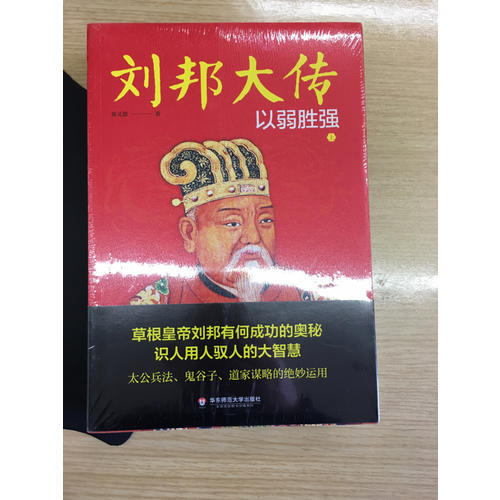 刘邦大传
以弱胜强
上
著
草根皇帝刘邦有何成功的奥秘
识人用人驭人的大智慧
太公兵法、鬼谷子、道家谋略的绝妙运用
华东师范大学出版社